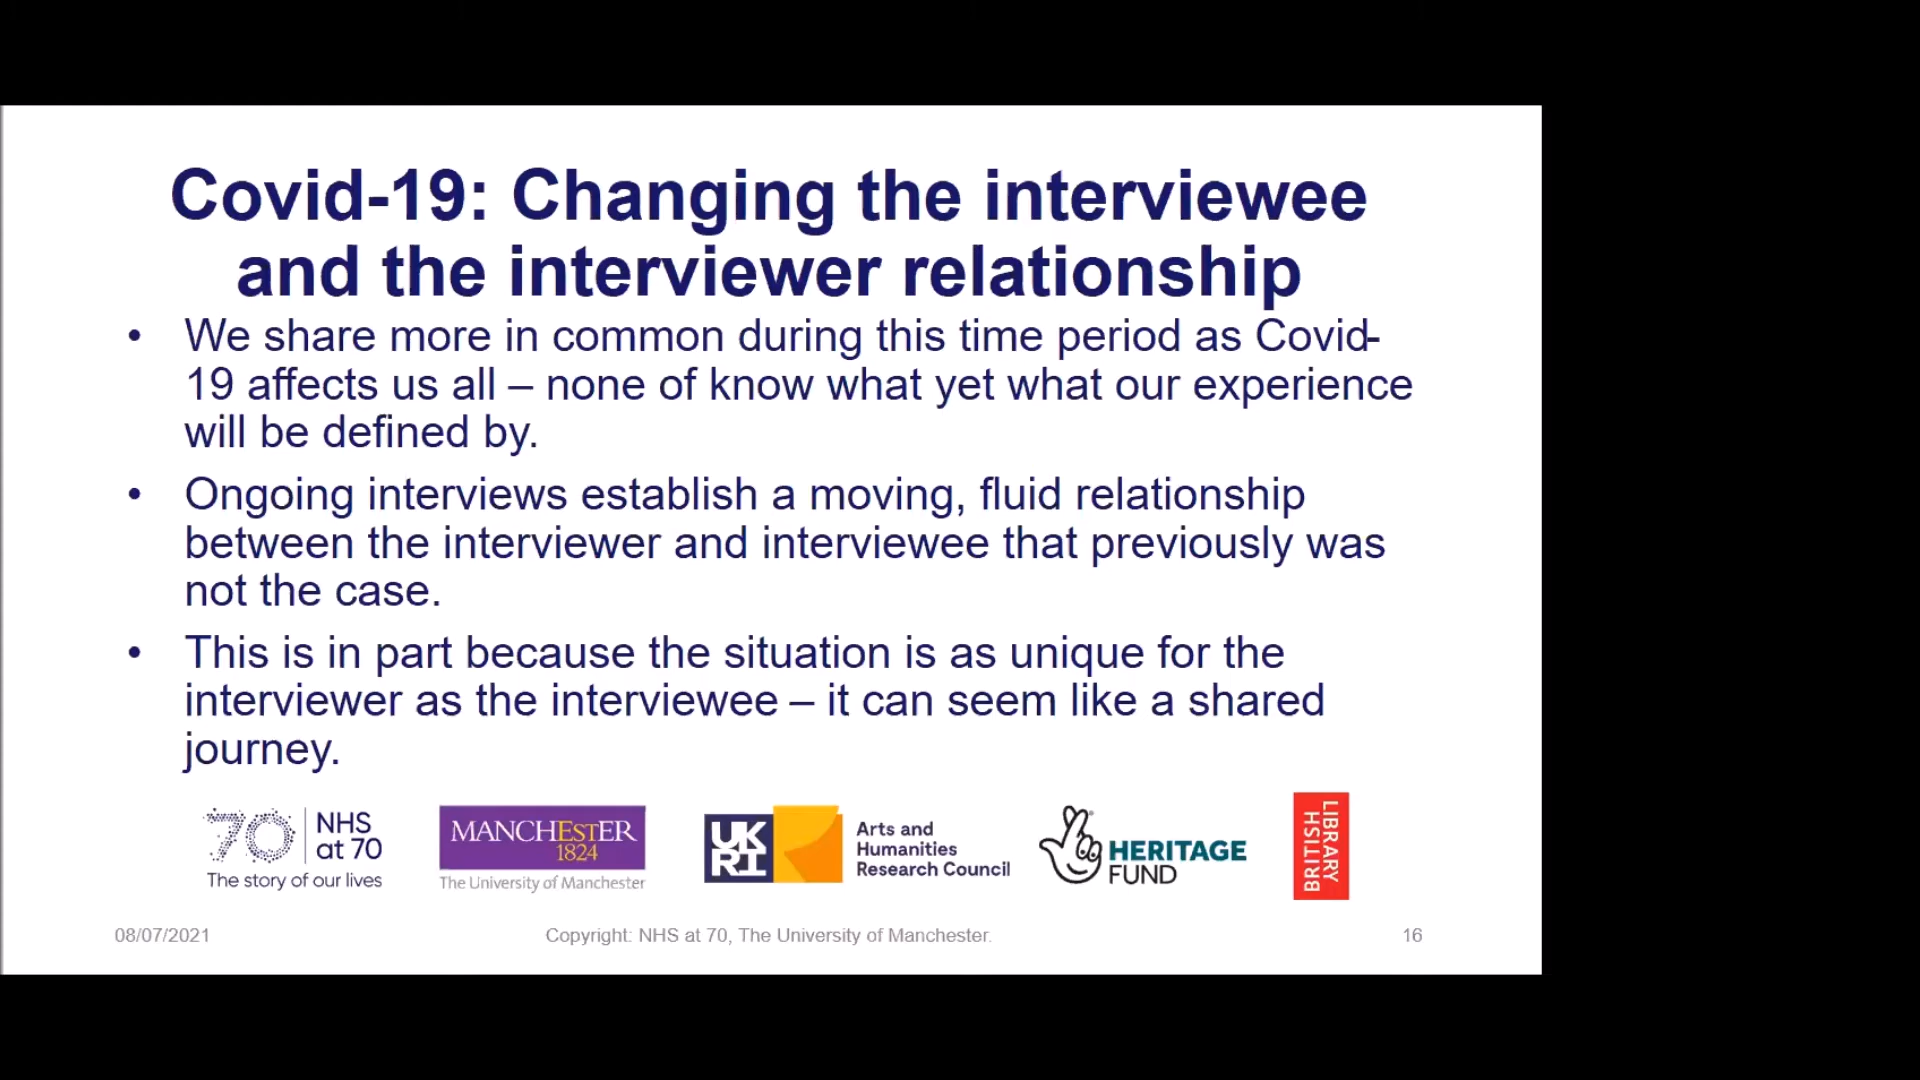 Covid-19: Changing the interviewee
and the interviewer relationship
• We share more in common during this time period as Covid-
19 affects us all – none of know what yet what our experience
will be defined by.
• Ongoing interviews establish a moving, fluid relationship
between the interviewer and interviewee that previously was
not the case.
• This is in part because the situation is as unique for the
interviewer as the interviewee – it can seem like a shared
journey.
70 NHS
at 70
The story of our lives
MANCHESTER
1824
The University of Manchester
UK
RI
Arts and
Humanities
Research Council
HERITAGE
FUND
BRITISH
LIBRARY
08/07/2021
Copyright: NHS at 70, The University of Manchester.
16